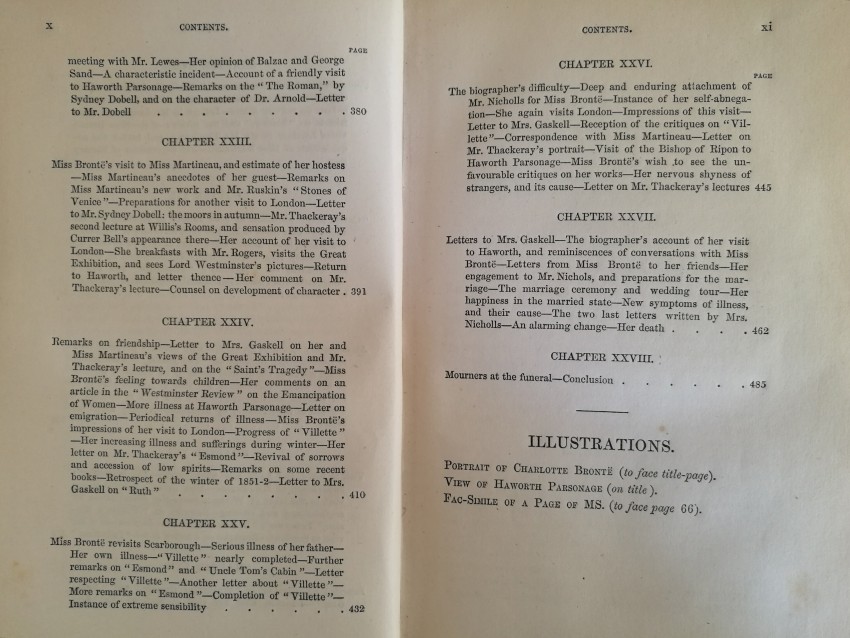 x
CONTENTS.
PAGE
meeting with Mr. Lewes—Her opinion of Balzac and George
Sand—A characteristic incident—Account of a friendly visit
to Haworth Parsonage—Remarks on the "The Roman," by
Sydney Dobell, and on the character of Dr. Arnold—Letter
to Mr. Dobell . . . . . . . . . 380
CHAPTER XXIII.
Miss Brontë's visit to Miss Martineau, and estimate of her hostess
—Miss Martineau's anecdotes of her guest—Remarks on
Miss Martineau's new work and Mr. Ruskin's "Stones of
Venice"—Preparations for another visit to London—Letter
to Mr. Sydney Dobell: the moors in autumn—Mr. Thackeray's
second lecture at Willis's Rooms, and sensation produced by
Currer Bell's appearance there—Her account of her visit to
London—She breakfasts with Mr. Rogers, visits the Great
Exhibition, and sees Lord Westminster's pictures—Return
to Haworth, and letter thence—Her comment on Mr.
Thackeray's lecture—Counsel on development of character . 391
CHAPTER XXIV.
Remarks on friendship—Letter to Mrs. Gaskell on her and
Miss Martineau's views of the Great Exhibition and Mr.
Thackeray's lecture, and on the "Saint's Tragedy"—Miss
Brontë's feeling towards children—Her comments on an
article in the "Westminster Review" on the Emancipation
of Women—More illness at Haworth Parsonage—Letter on
emigration—Periodical returns of illness—Miss Brontë's
impressions of her visit to London—Progress of "Villette"
—Her increasing illness and sufferings during winter—Her
letter on Mr. Thackeray's "Esmond"—Revival of sorrows
and accession of low spirits—Remarks on some recent
books—Retrospect of the winter of 1851-2—Letter to Mrs.
Gaskell on "Ruth" . . . . . . . 410
CHAPTER XXV.
Miss Brontë revisits Scarborough—Serious illness of her father—
Her own illness—"Villette" nearly completed—Further
remarks on "Esmond" and "Uncle Tom's Cabin"—Letter
respecting "Villette"—Another letter about "Villette"—
More remarks on "Esmond"—Completion of "Villette"—
Instance of extreme sensibility . . . . . . 432
CONTENTS.
xi
CHAPTER XXVI.
PAGE
The biographer's difficulty—Deep and enduring attachment of
Mr. Nicholls for Miss Brontë—Instance of her self-abnega-
tion—She again visits London—Impressions of this visit—
Letter to Mrs. Gaskell—Reception of the critiques on "Vil-
lette"—Correspondence with Miss Martineau—Letter on
Mr. Thackeray's portrait—Visit of the Bishop of Ripon to
Haworth Parsonage—Miss Brontë's wish to see the un-
favourable critiques on her works—Her nervous shyness of
strangers, and its cause—Letter on Mr. Thackeray's lectures 445
CHAPTER XXVII.
Letters to Mrs. Gaskell—The biographer's account of her visit
to Haworth, and reminiscences of conversations with Miss
Brontë—Letters from Miss Brontë to her friends—Her
engagement to Mr. Nichols, and preparations for the mar-
riage—The marriage ceremony and wedding tour—Her
happiness in the married state—New symptoms of illness,
and their cause—The two last letters written by Mrs.
Nicholls—An alarming change—Her death . . . . 462
CHAPTER XXVIII.
Mourners at the funeral—Conclusion . . . . . . 485
ILLUSTRATIONS.
PORTRAIT OF CHARLOTTE BRONTË (to face title-page).
VIEW OF HAWORTH PARSONAGE (on title).
FAC-SIMILE OF A PAGE OF MS. (to face page 66).